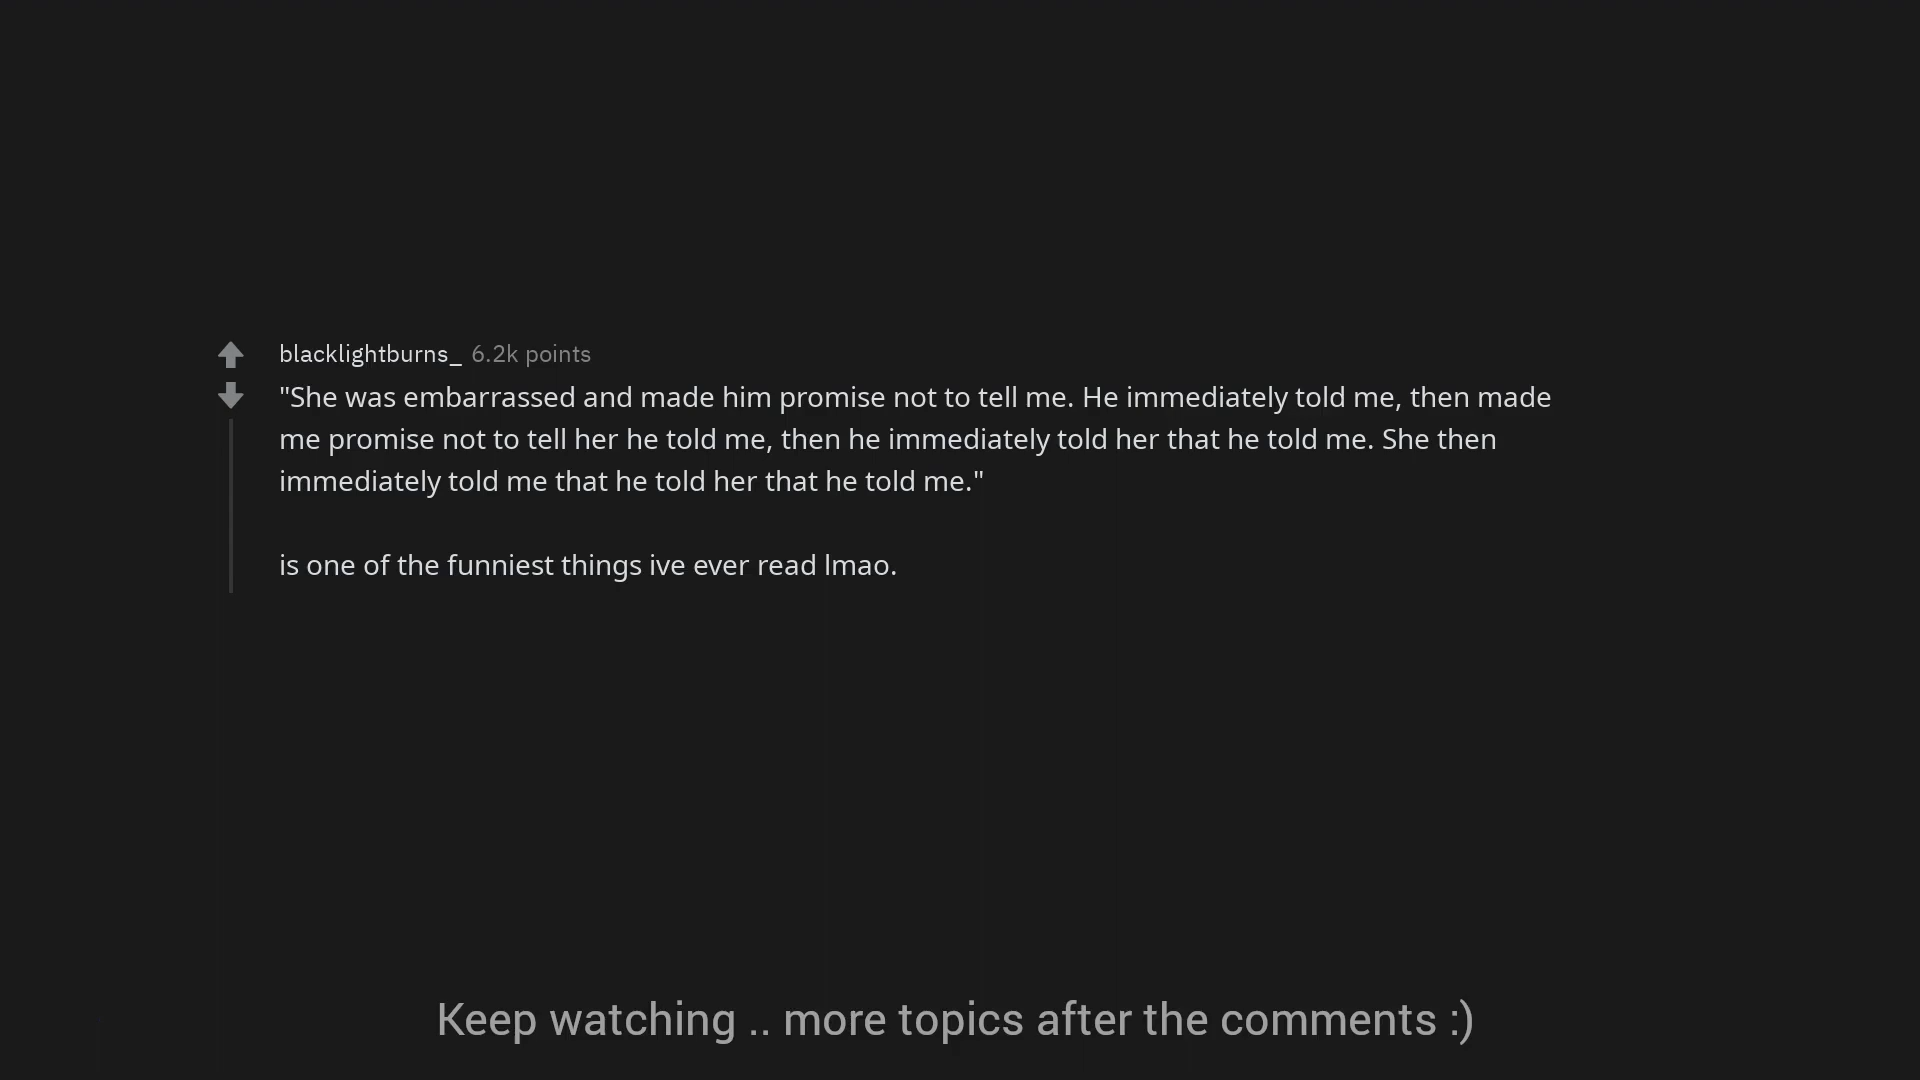 blacklightburns_ 6.2k points
"She was embarrassed and made him promise not to tell me. He immediately told me, then made
me promise not to tell her he told me, then he immediately told her that he told me. She then
immediately told me that he told her that he told me."
is one of the funniest things ive ever read lmao.
Keep watching .. more topics after the comments :)